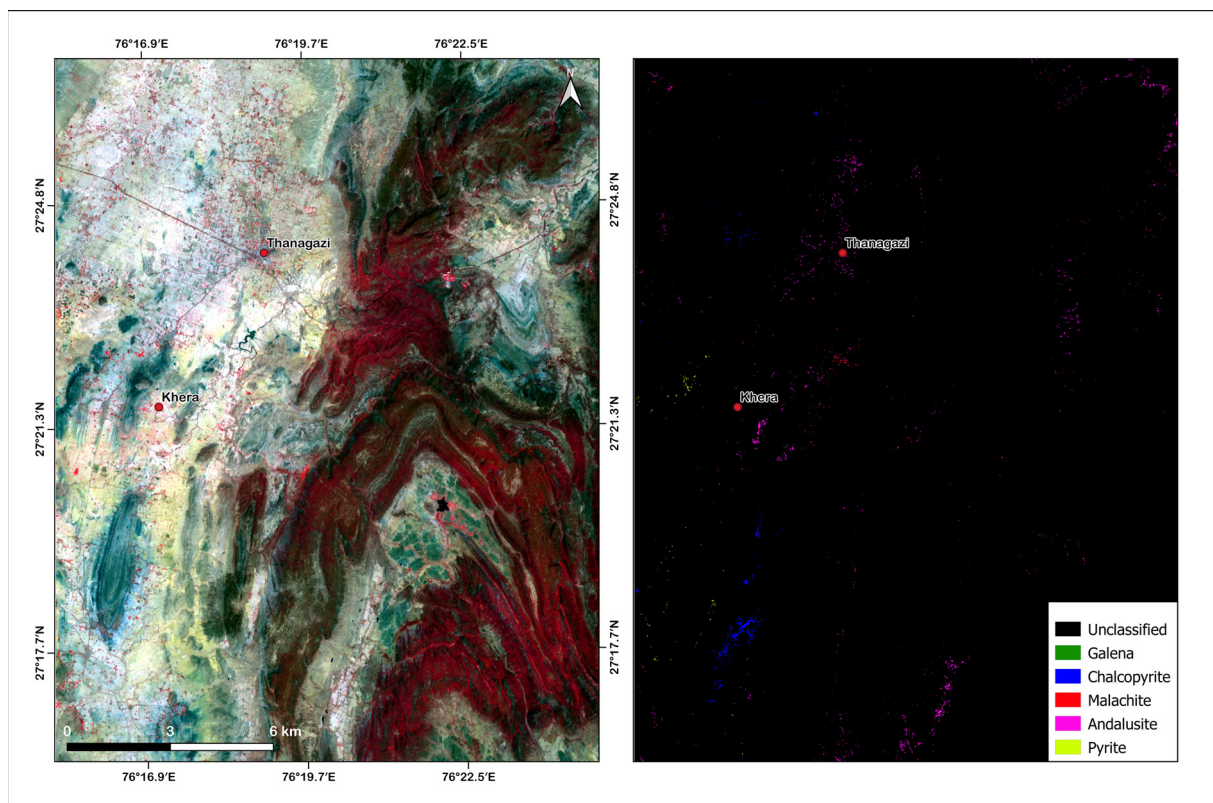 76°16.9′E 76°19.7′E 76°22.5′E
N
27°24.8′N
27°24.8′N
Thanagazi
Thanagazi
Khera
Khera
27°21.3′N
27°21.3′N
27°17.7′N
27°17.7′N
Unclassified
Galena
Chalcopyrite
Malachite
Andalusite
Pyrite
0 3 6 km
76°16.9′E 76°19.7′E 76°22.5′E